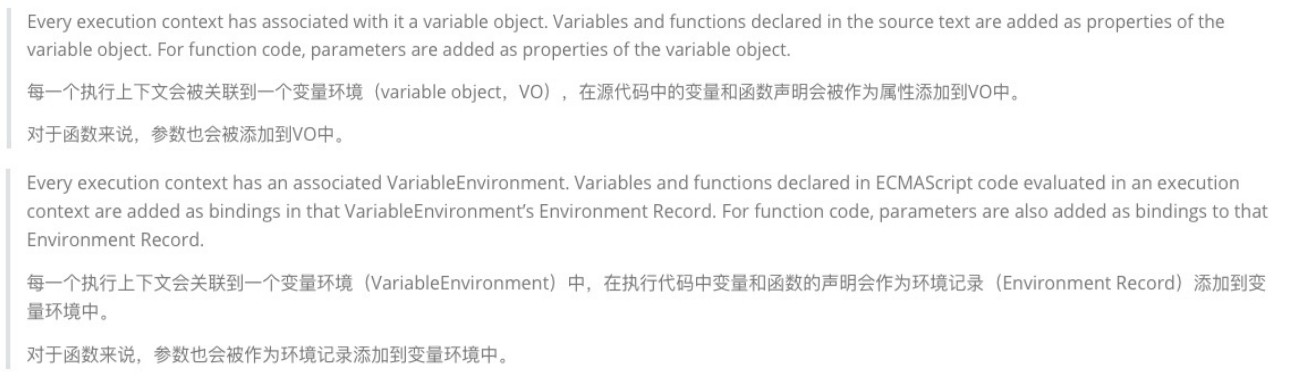 Every execution context has associated with it a variable object. Variables and functions declared in the source text are added as properties of the
variable object. For function code, parameters are added as properties of the variable object.
每一个执行上下文会被关联到一个变量环境（variable object，VO），在源代码中的变量和函数声明会被作为属性添加到VO中。
对于函数来说，参数也会被添加到VO中。
Every execution context has an associated VariableEnvironment. Variables and functions declared in ECMAScript code evaluated in an execution
context are added as bindings in that VariableEnvironment’s Environment Record. For function code, parameters are also added as bindings to that
Environment Record.
每一个执行上下文会关联到一个变量环境（VariableEnvironment）中，在执行代码中变量和函数的声明会作为环境记录（Environment Record）添加到变
量环境中。
对于函数来说，参数也会被作为环境记录添加到变量环境中。